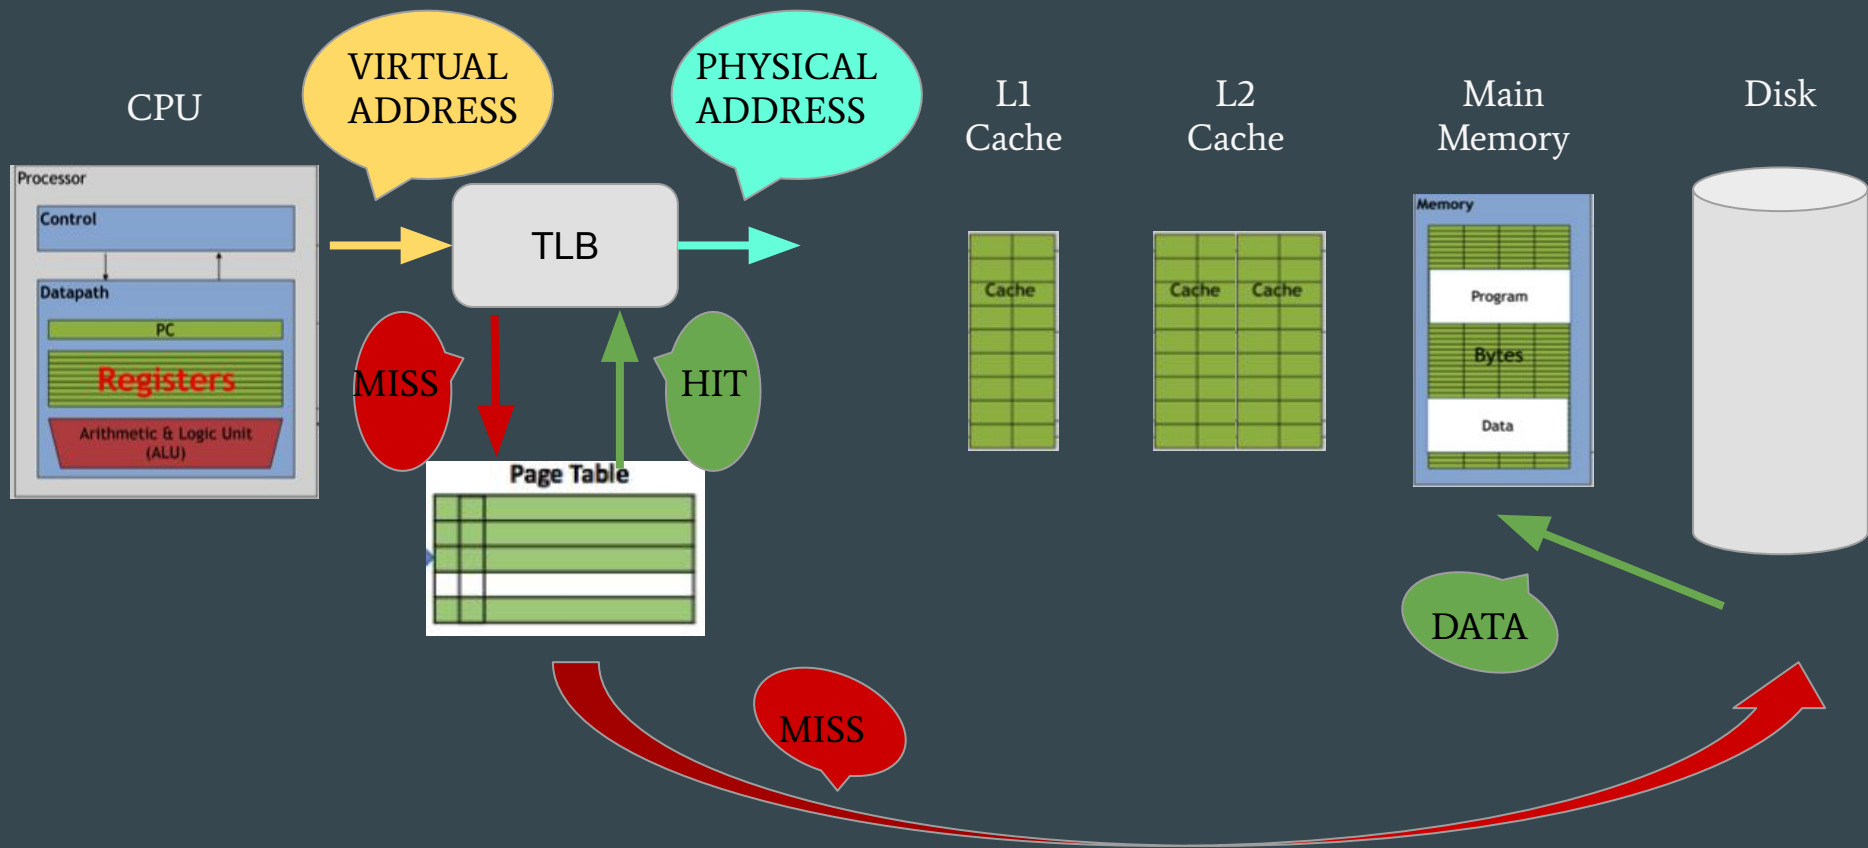 CPU
VIRTUAL
ADDRESS
PHYSICAL
ADDRESS
L1
Cache
L2
Cache
Main
Memory
Disk
Processor
Control
Datapath
PC
Registers
Arithmetic & Logic Unit
(ALU)
TLB
MISS
HIT
Page Table
Cache
Cache
Cache
Memory
Program
Bytes
Data
DATA
MISS